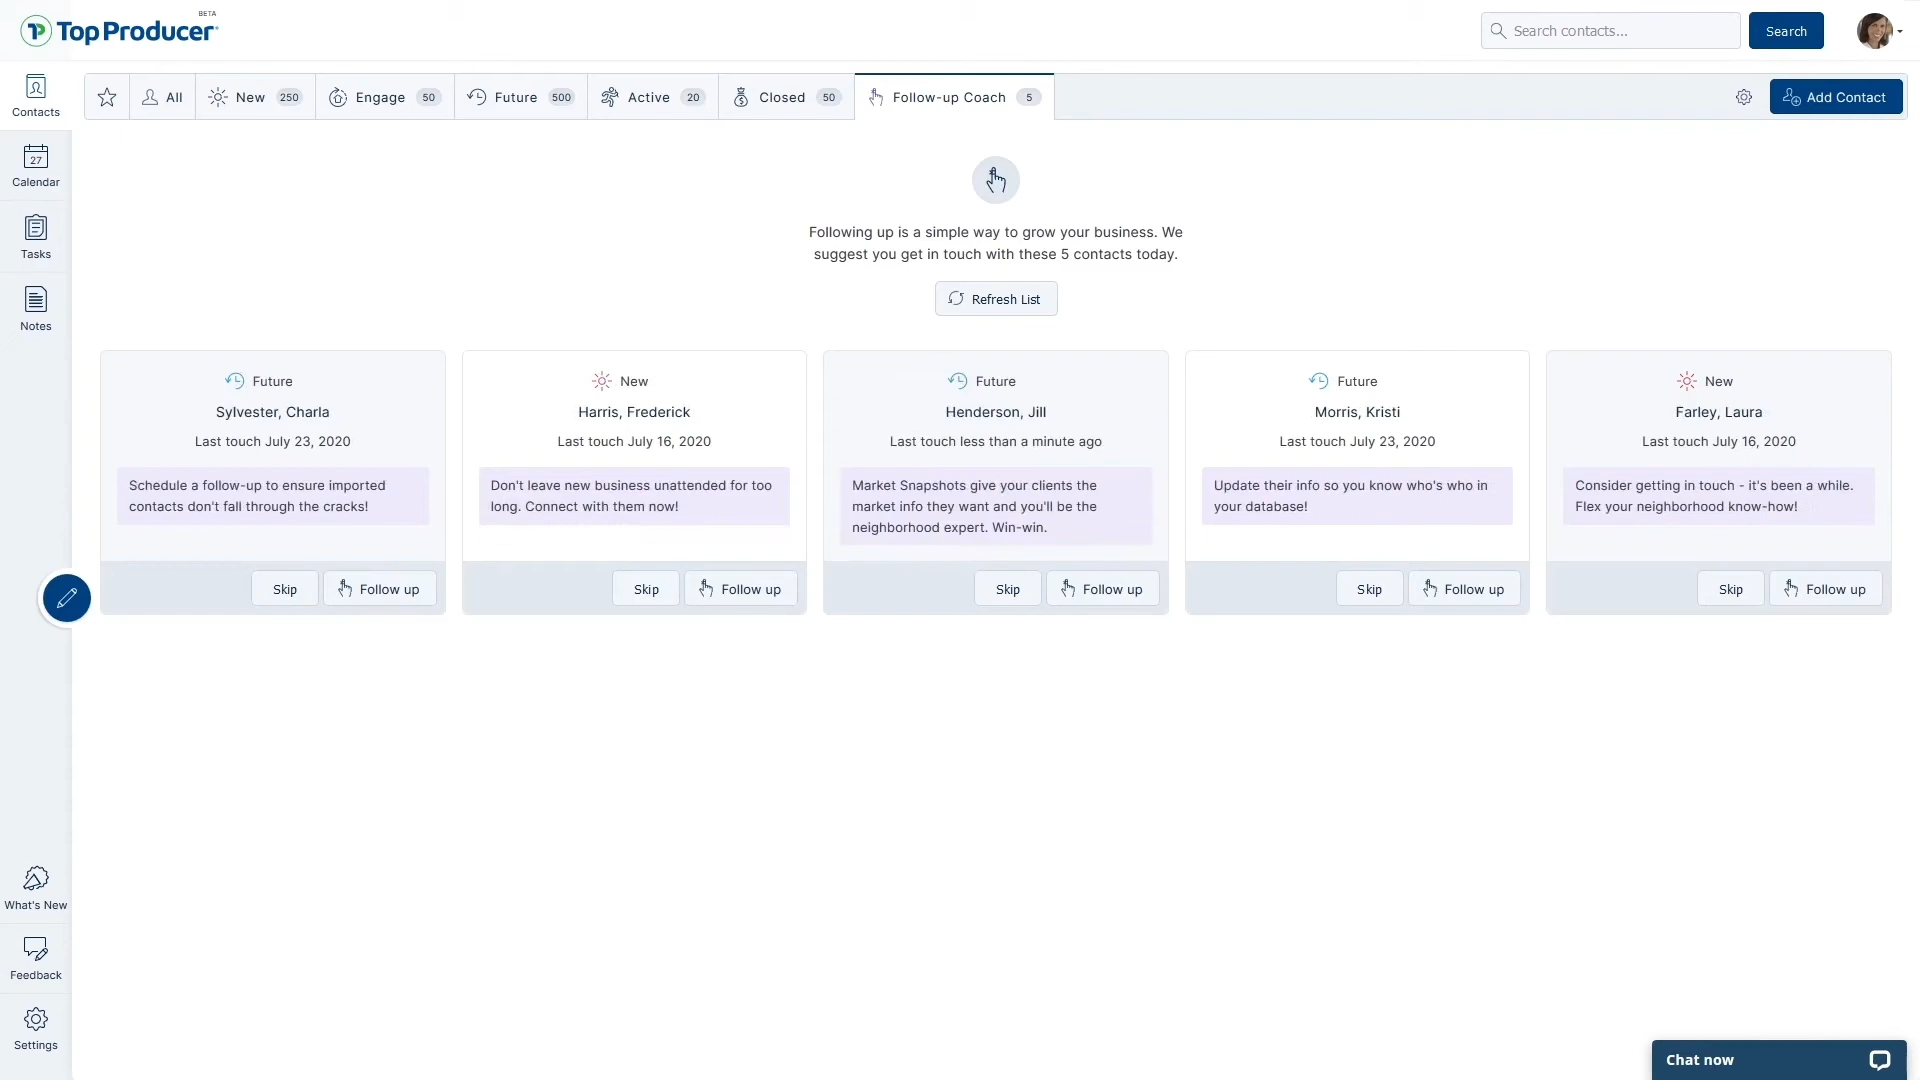 BETA
Top Producer
Search contacts...
Search
Contacts
All
New 250
Engage 50
Future 500
Active 20
Closed 50
Follow-up Coach 5
Add Contact
27
Calendar
Tasks
Notes
Following up is a simple way to grow your business. We
suggest you get in touch with these 5 contacts today.
Refresh List
Future
Sylvester, Charla
Last touch July 23, 2020
Schedule a follow-up to ensure imported
contacts don't fall through the cracks!
Skip
Follow up
New
Harris, Frederick
Last touch July 16, 2020
Don't leave new business unattended for too
long. Connect with them now!
Skip
Follow up
Future
Henderson, Jill
Last touch less than a minute ago
Market Snapshots give your clients the
market info they want and you'll be the
neighborhood expert. Win-win.
Skip
Follow up
Future
Morris, Kristi
Last touch July 23, 2020
Update their info so you know who's who in
your database!
Skip
Follow up
New
Farley, Laura
Last touch July 16, 2020
Consider getting in touch - it's been a while.
Flex your neighborhood know-how!
Skip
Follow up
What's New
Feedback
Settings
Chat now